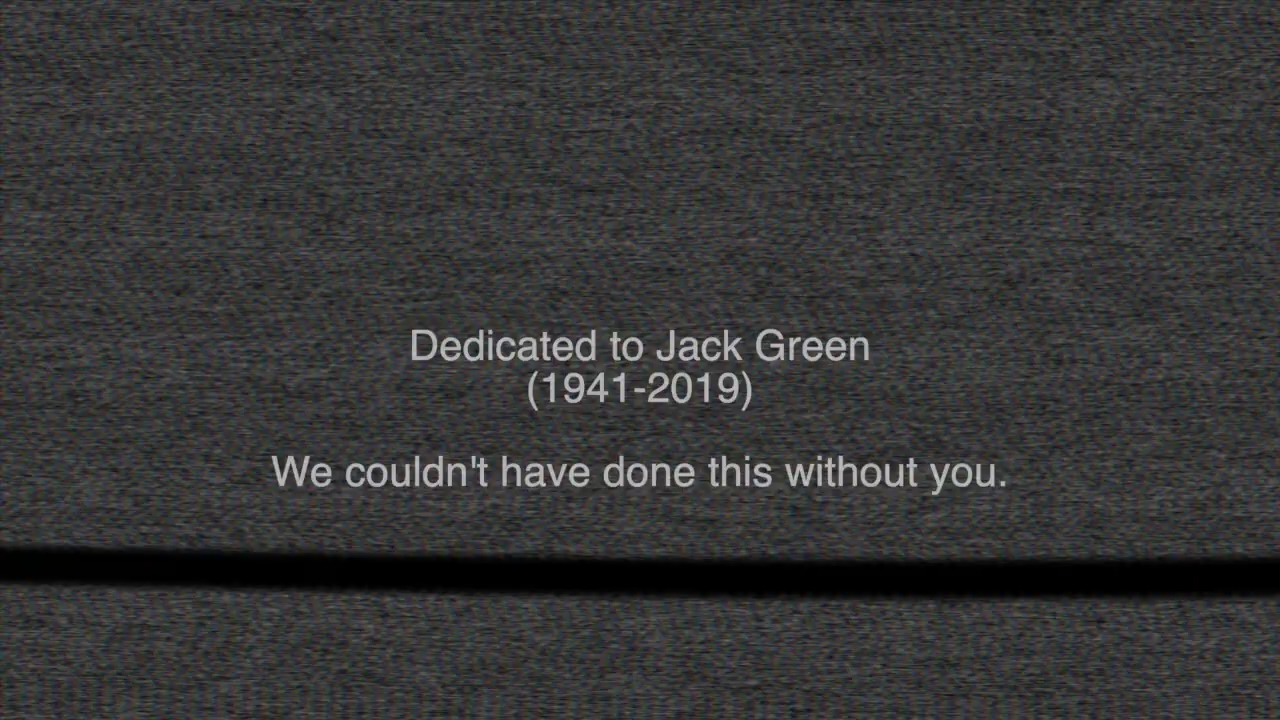 Dedicated to Jack Green
(1941-2019)
We couldn't have done this without you.